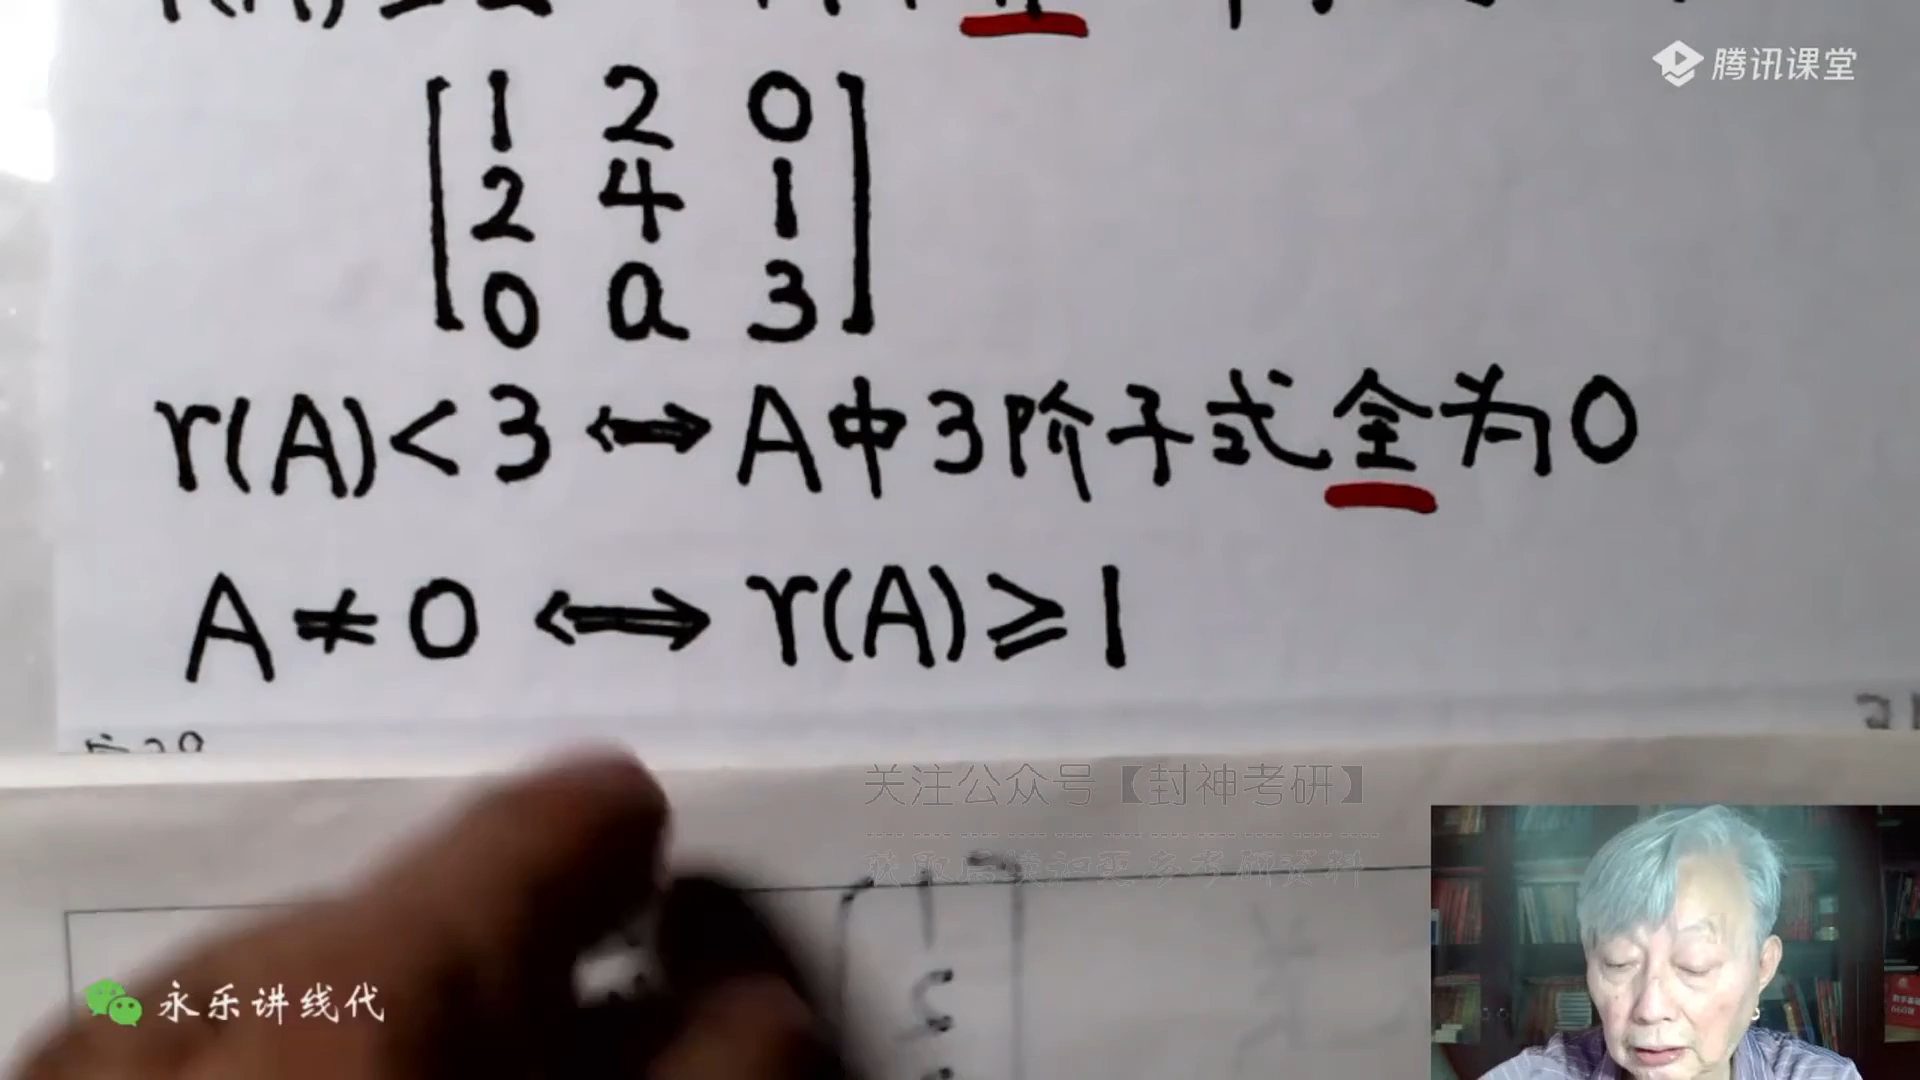 腾讯课堂
1 2 0
2 4 1
0 a 3
r(A)<3 ⟷ A中3阶子式全为0
A≠0 ⟷ r(A)≥1
关注公众号【封神考研】
永乐讲线代